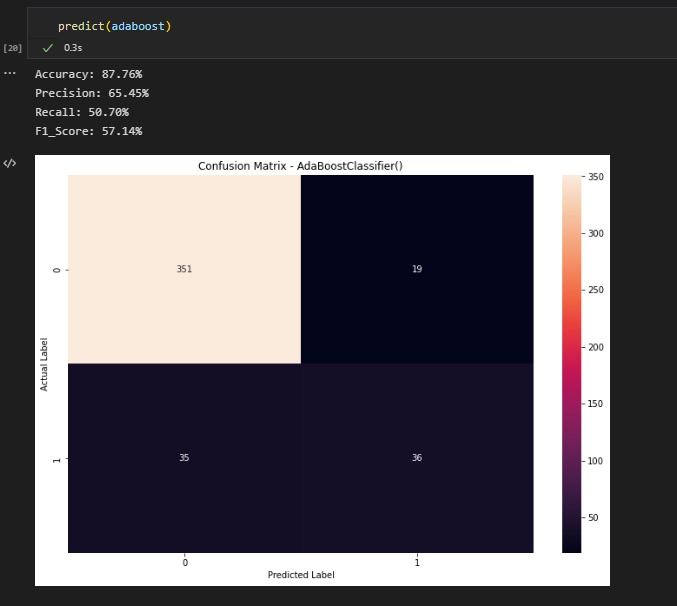 predict(adaboost)
[20]
0.3s
...
Accuracy: 87.76%
Precision: 65.45%
Recall: 50.70%
F1_Score: 57.14%
</>
Confusion Matrix - AdaBoostClassifier()
351
19
35
36
0
1
Actual Label
0
1
Predicted Label
350
300
250
200
150
100
50